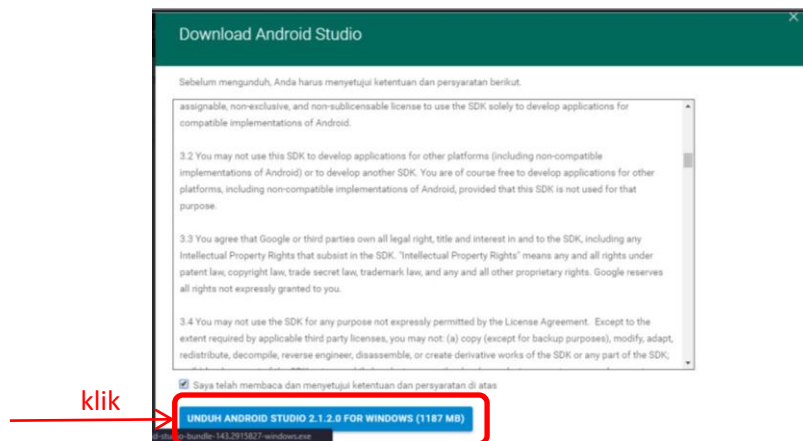 Download Android Studio
Sebelum mengunduh, Anda harus menyetujui ketentuan dan persyaratan berikut.
assignable, non-exclusive, and non-sublicensable license to use the SDK solely to develop applications for
compatible implementations of Android.
3.2 You may not use this SDK to develop applications for other platforms (including non-compatible
implementations of Android) or to develop another SDK. You are of course free to develop applications for other
platforms, including non-compatible implementations of Android, provided that this SDK is not used for that
purpose.
3.3 You agree that Google or third parties own all legal right, title and interest in and to the SDK, including any
Intellectual Property Rights that subsist in the SDK. "Intellectual Property Rights" means any and all rights under
patent law, copyright law, trade secret law, trademark law, and any and all other proprietary rights. Google reserves
all rights not expressly granted to you.
3.4 You may not use the SDK for any purpose not expressly permitted by the License Agreement. Except to the
extent required by applicable third party licenses, you may not: (a) copy (except for backup purposes), modify, adapt,
redistribute, decompile, reverse engineer, disassemble, or create derivative works of the SDK or any part of the SDK;
Saya telah membaca dan menyetujui ketentuan dan persyaratan di atas
klik
UNDUH ANDROID STUDIO 2.1.2.0 FOR WINDOWS (1187 MB)
d-studio-bundle-143.2915827-windows.exe